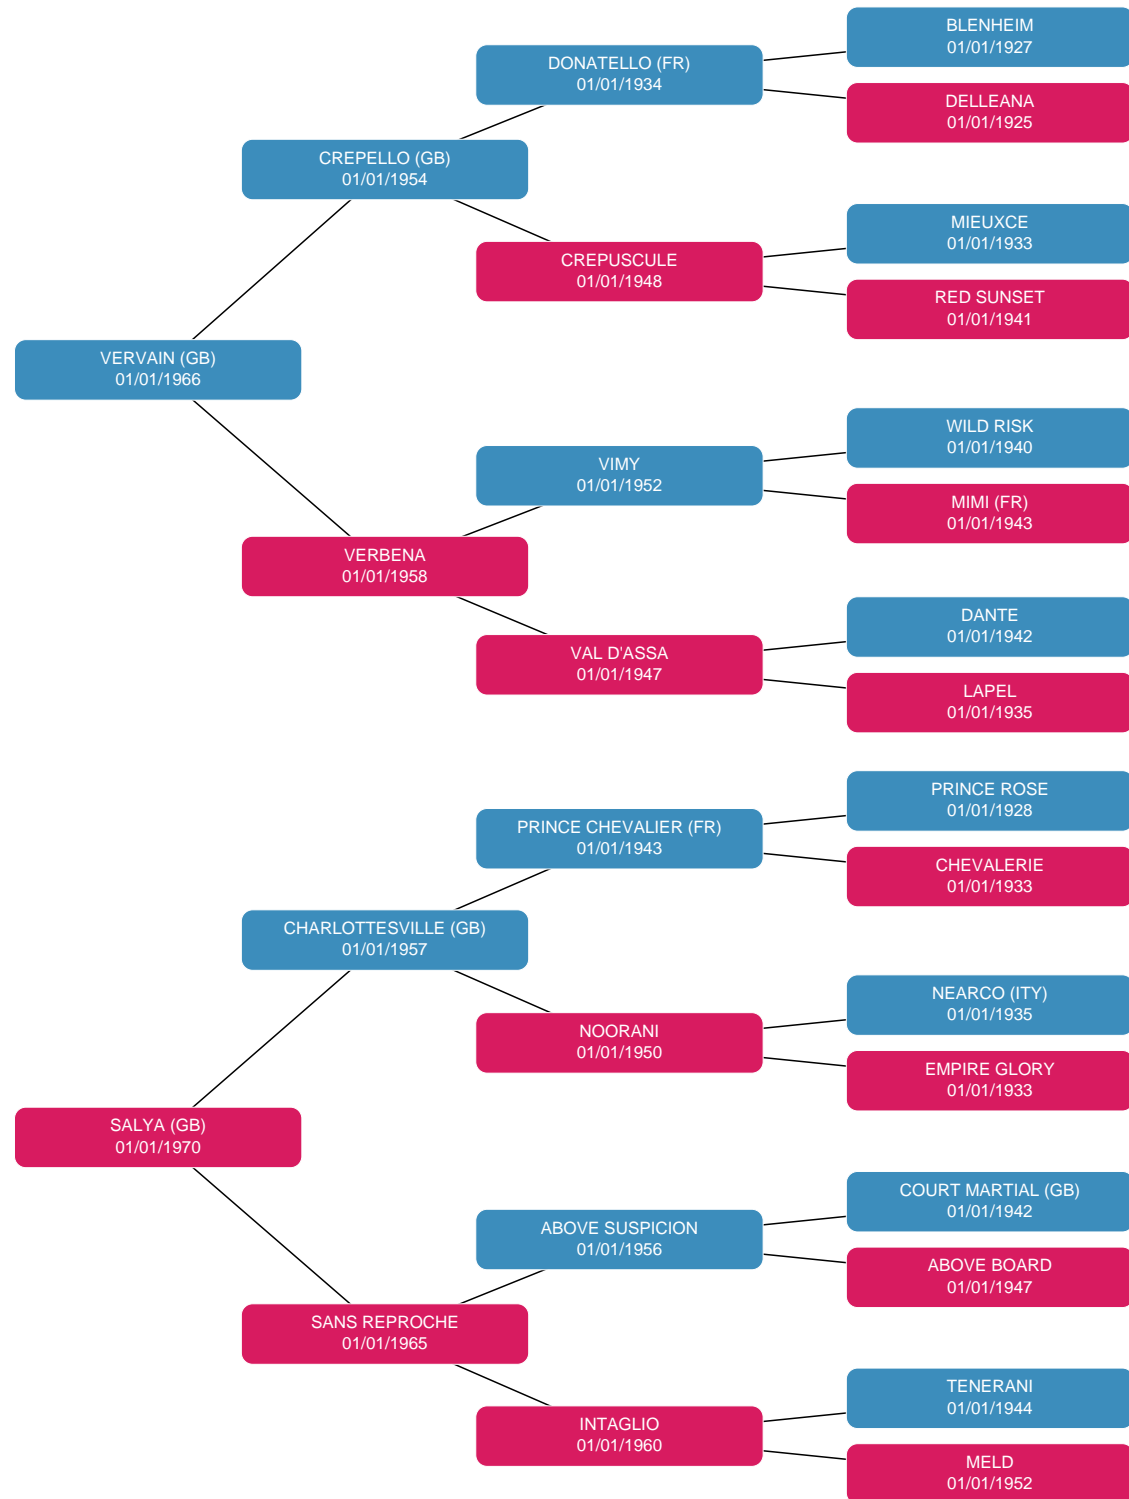 BLENHEIM
01/01/1927
DONATELLO (FR)
01/01/1934
DELLEANA
01/01/1925
CREPELLO (GB)
01/01/1954
MIEUXCE
01/01/1933
CREPUSCULE
01/01/1948
RED SUNSET
01/01/1941
VERVAIN (GB)
01/01/1966
WILD RISK
01/01/1940
VIMY
01/01/1952
MIMI (FR)
01/01/1943
VERBENA
01/01/1958
DANTE
01/01/1942
VAL D'ASSA
01/01/1947
LAPEL
01/01/1935
PRINCE ROSE
01/01/1928
PRINCE CHEVALIER (FR)
01/01/1943
CHEVALERIE
01/01/1933
CHARLOTTESVILLE (GB)
01/01/1957
NEARCO (ITY)
01/01/1935
NOORANI
01/01/1950
EMPIRE GLORY
01/01/1933
SALYA (GB)
01/01/1970
COURT MARTIAL (GB)
01/01/1942
ABOVE SUSPICION
01/01/1956
ABOVE BOARD
01/01/1947
SANS REPROCHE
01/01/1965
TENERANI
01/01/1944
INTAGLIO
01/01/1960
MELD
01/01/1952